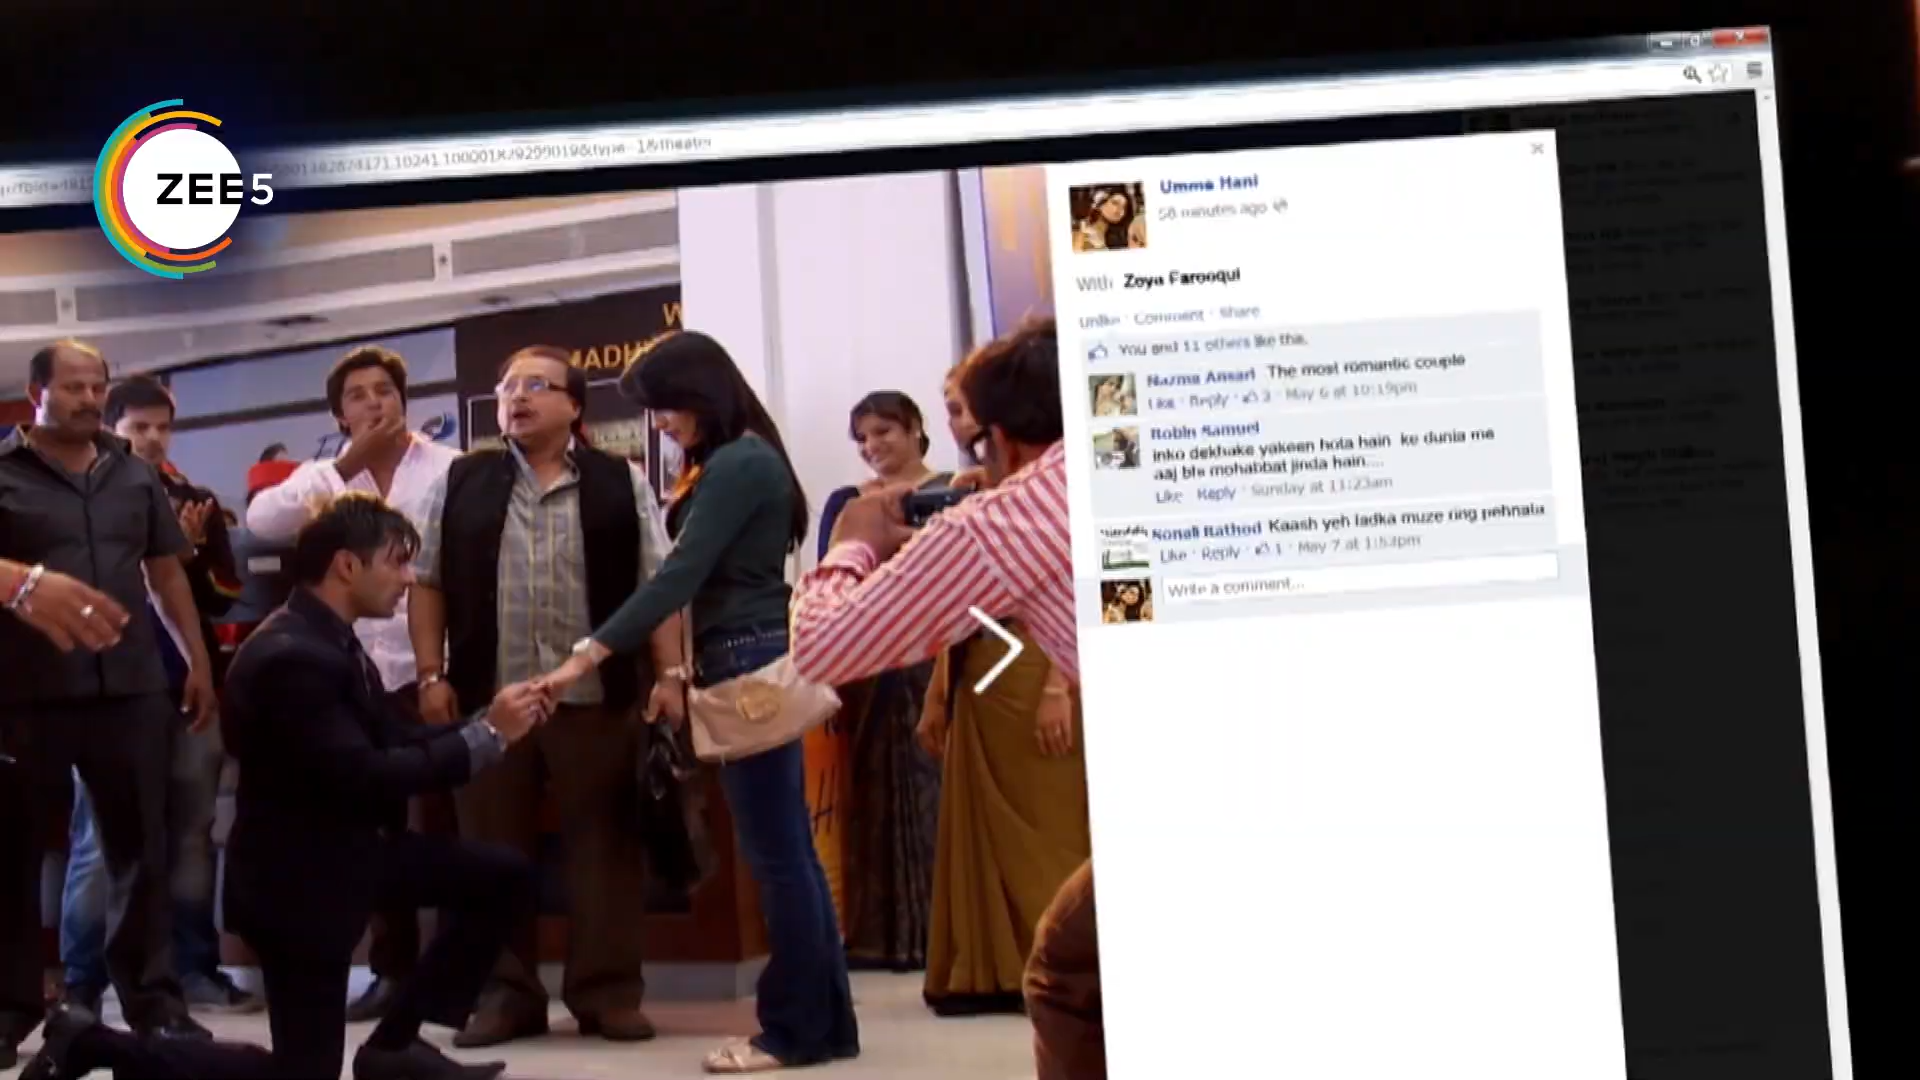 ZEE5
1&theater
W
MADH
Umme Hani
58 minutes ago
With Zoya Farooqui
Unlike · Comment · Share
You and 11 others like this.
Nazma Ansari The most romantic couple
Like · Reply · 3 · May 6 at 10:19pm
Robin Samuel
inko dekhake yakeen hota hain ke dunia me
aaj bhi mohabbat jinda hain....
Like · Reply · Sunday at 11:23am
Sonali Rathod Kaash yeh ladka muze ring pehnata
Like · Reply · 1 · May 7 at
Write a comment...